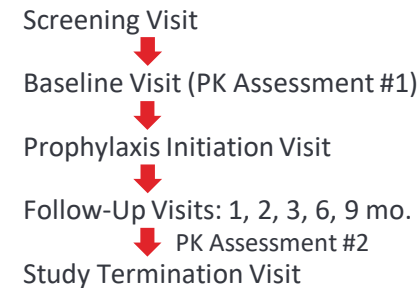 Screening Visit
Baseline Visit (PK Assessment #1)
Prophylaxis Initiation Visit
Follow-Up Visits: 1, 2, 3, 6, 9 mo.
PK Assessment #2
Study Termination Visit